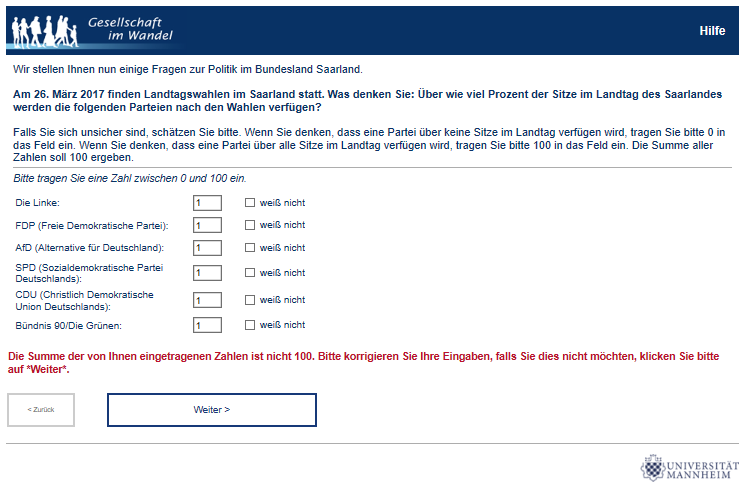 Gesellschaft
im Wandel
Hilfe
Wir stellen Ihnen nun einige Fragen zur Politik im Bundesland Saarland.
Am 26. März 2017 finden Landtagswahlen im Saarland statt. Was denken Sie: Über wie viel Prozent der Sitze im Landtag des Saarlandes
werden die folgenden Parteien nach den Wahlen verfügen?
Falls Sie sich unsicher sind, schätzen Sie bitte. Wenn Sie denken, dass eine Partei über keine Sitze im Landtag verfügen wird, tragen Sie bitte 0 in
das Feld ein. Wenn Sie denken, dass eine Partei über alle Sitze im Landtag verfügen wird, tragen Sie bitte 100 in das Feld ein. Die Summe aller
Zahlen soll 100 ergeben.
Bitte tragen Sie eine Zahl zwischen 0 und 100 ein.
Die Linke: 1 weiß nicht
FDP (Freie Demokratische Partei): 1 weiß nicht
AfD (Alternative für Deutschland): 1 weiß nicht
SPD (Sozialdemokratische Partei
Deutschlands): 1 weiß nicht
CDU (Christlich Demokratische
Union Deutschlands): 1 weiß nicht
Bündnis 90/Die Grünen: 1 weiß nicht
Die Summe der von Ihnen eingetragenen Zahlen ist nicht 100. Bitte korrigieren Sie Ihre Eingaben, falls Sie dies nicht möchten, klicken Sie bitte
auf *Weiter*.
< Zurück
Weiter >
UNIVERSITÄT
MANNHEIM